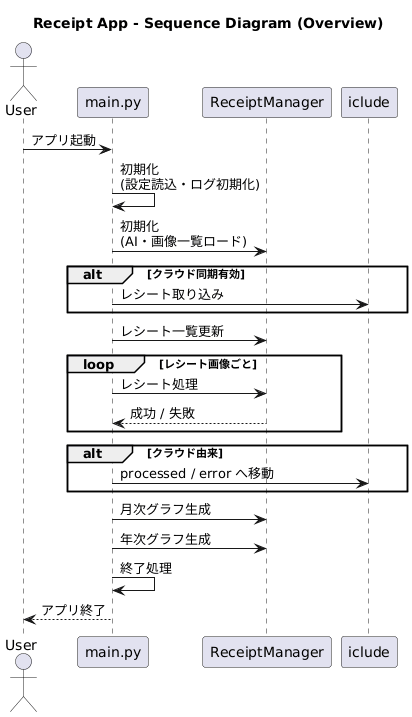 Receipt App - Sequence Diagram (Overview)
User
main.py
ReceiptManager
iclude
アプリ起動
初期化
(設定読込・ログ初期化)
初期化
(AI・画像一覧ロード)
alt
[クラウド同期有効]
レシート取り込み
レシート一覧更新
loop
[レシート画像ごと]
レシート処理
成功 / 失敗
alt
[クラウド由来]
processed / error へ移動
月次グラフ生成
年次グラフ生成
終了処理
アプリ終了
User
main.py
ReceiptManager
iclude